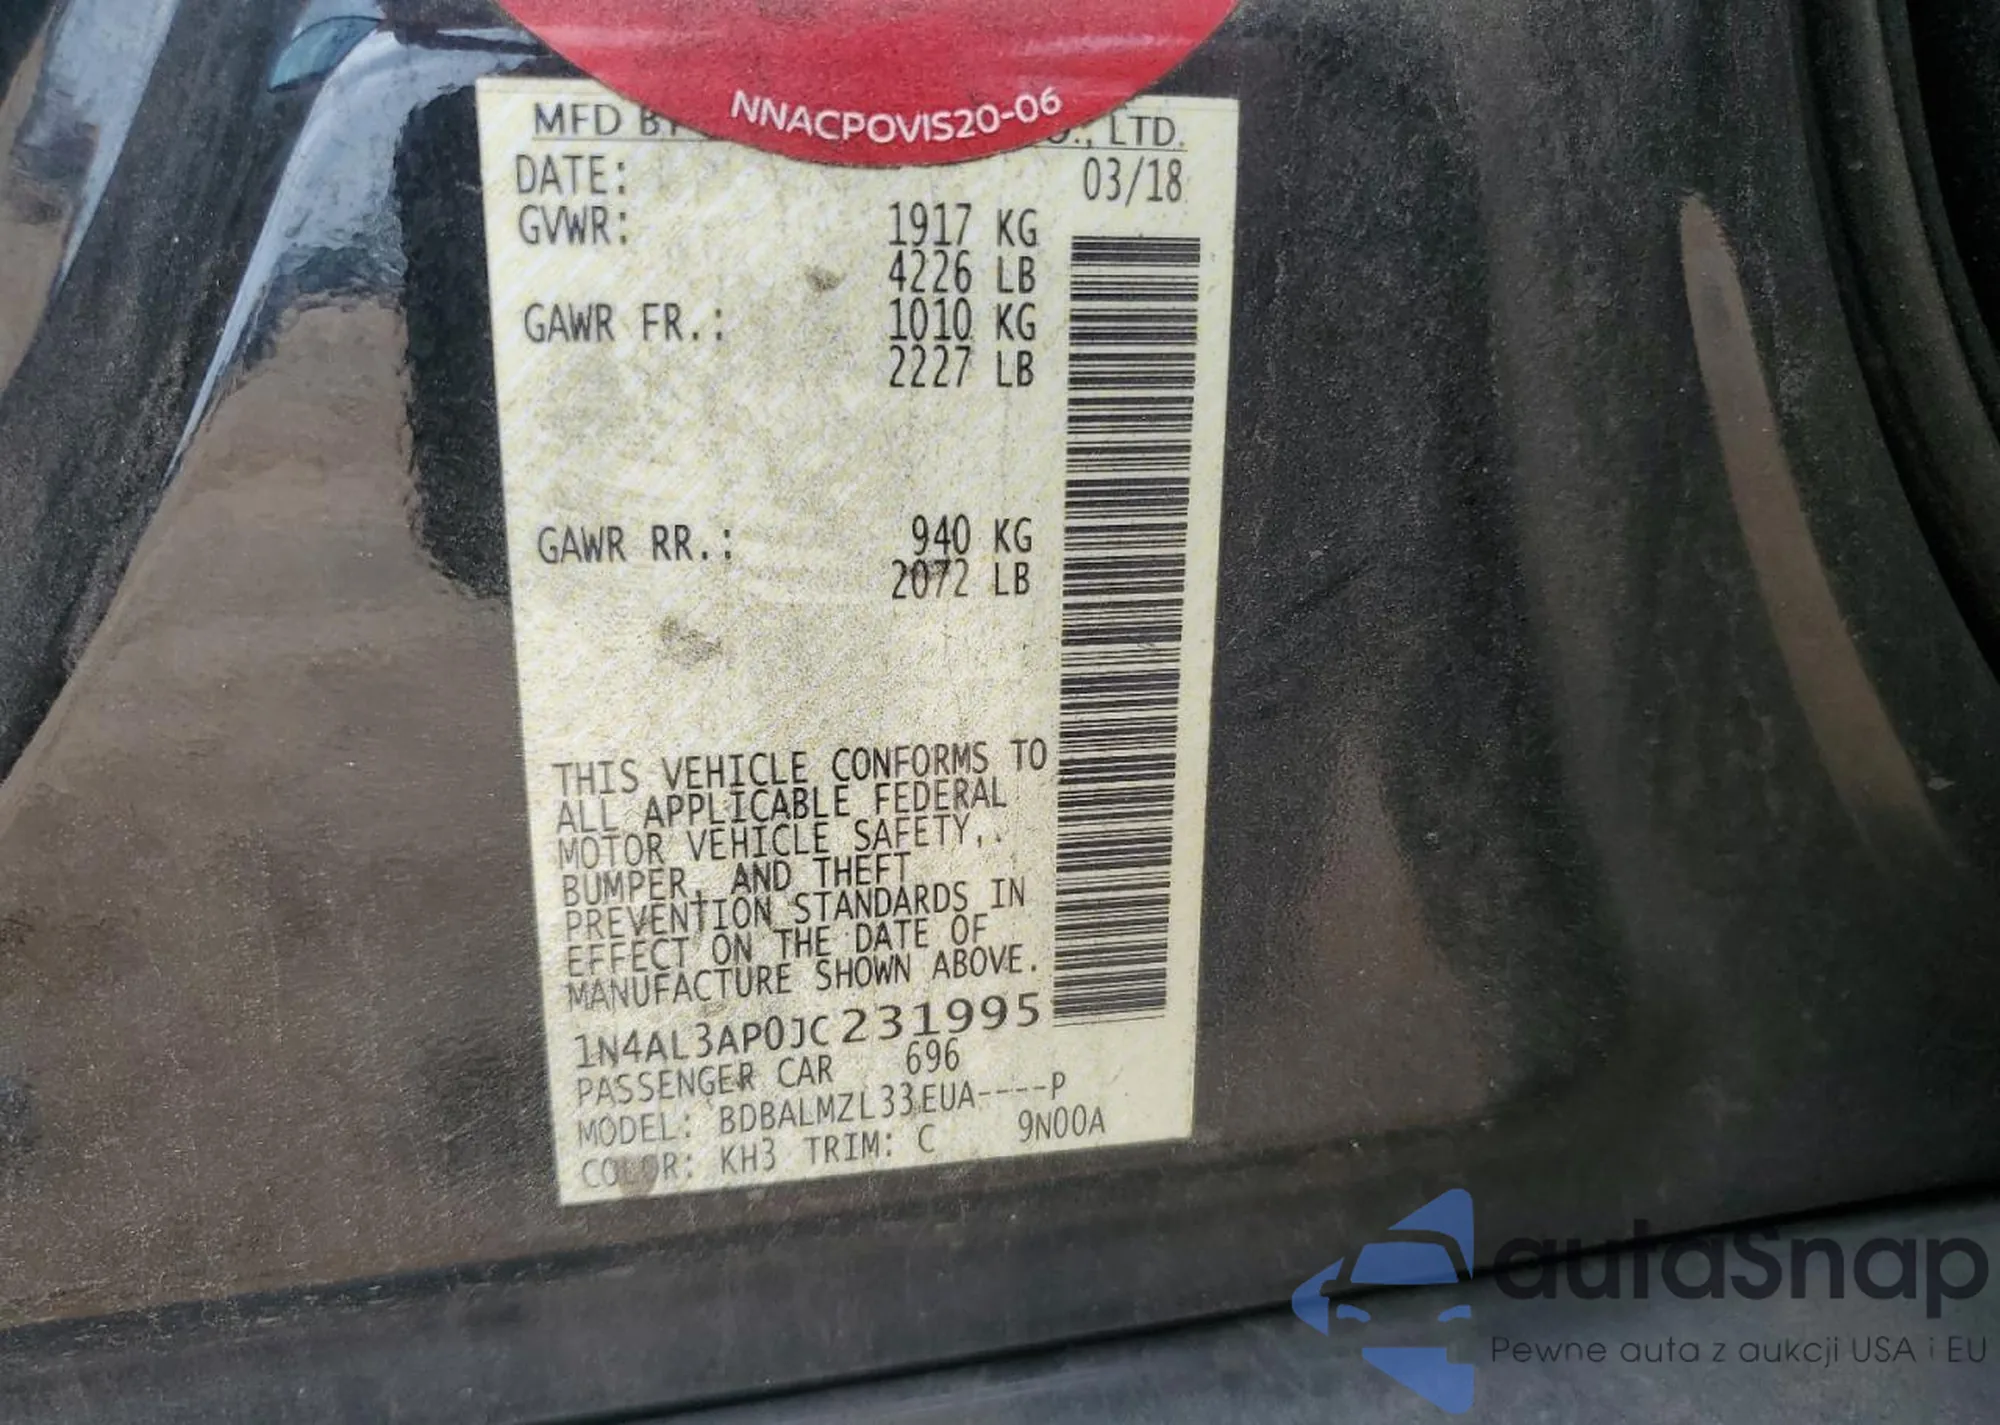 NNACPOVIS20-06
MFD BY O., LTD.
DATE: 03/18
GVWR: 1917 KG
4226 LB
GAWR FR.: 1010 KG
2227 LB
GAWR RR.: 940 KG
2072 LB
THIS VEHICLE CONFORMS TO
ALL APPLICABLE FEDERAL
MOTOR VEHICLE SAFETY,
BUMPER, AND THEFT
PREVENTION STANDARDS IN
EFFECT ON THE DATE OF
MANUFACTURE SHOWN ABOVE.
1N4AL3AP0JC231995
PASSENGER CAR 696
MODEL: BDBALMZL33EUA----P
COLOR: KH3 TRIM: C 9N00A
autaSnap
Pewne auta z aukcji USA i EU